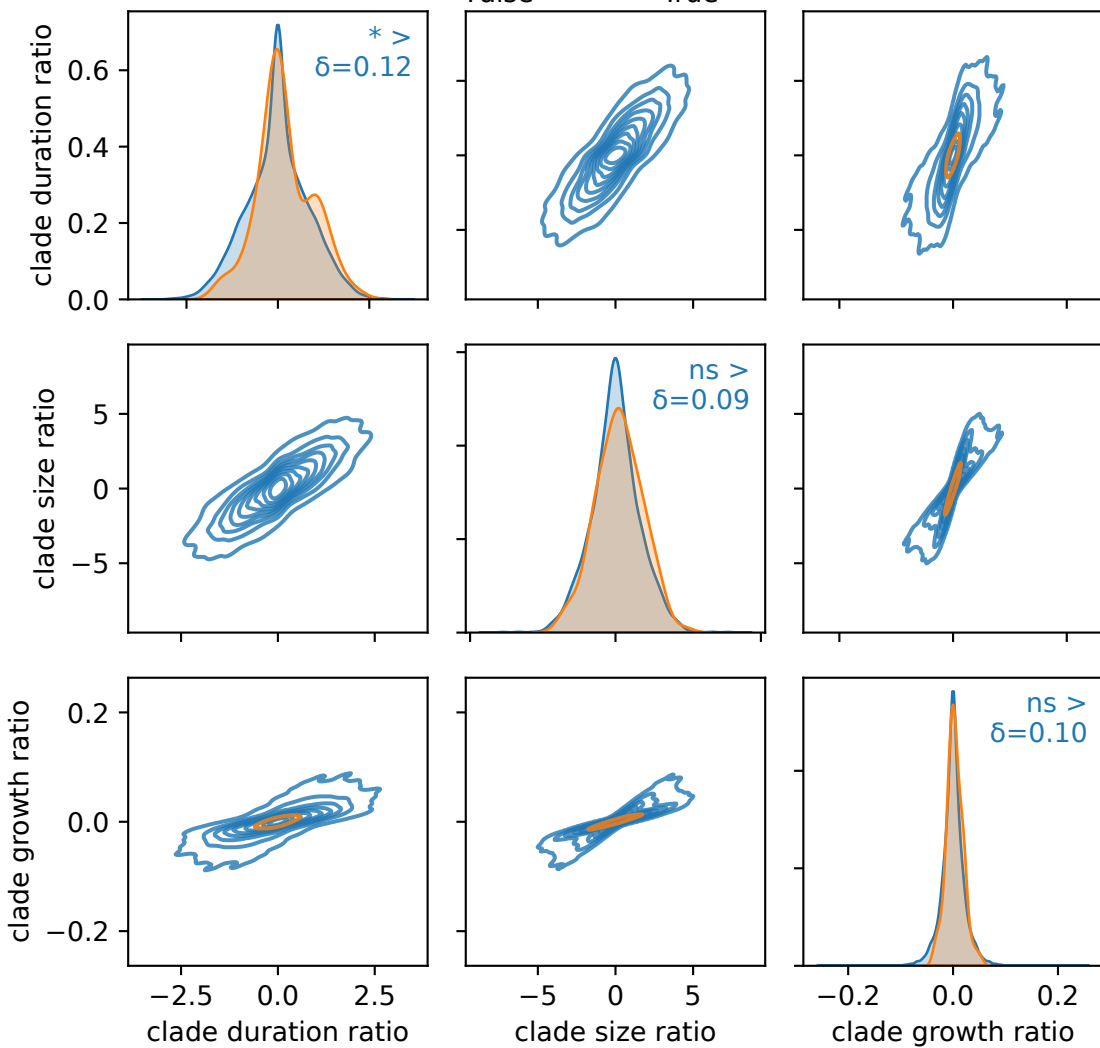 True
clade duration ratio
0.6
0.4
0.2
0.0
* >
δ=0.12
clade size ratio
5
0
−5
ns >
δ=0.09
clade growth ratio
0.2
0.0
−0.2
ns >
δ=0.10
−2.5 0.0 2.5
−5 0 5
−0.2 0.0 0.2
clade duration ratio
clade size ratio
clade growth ratio